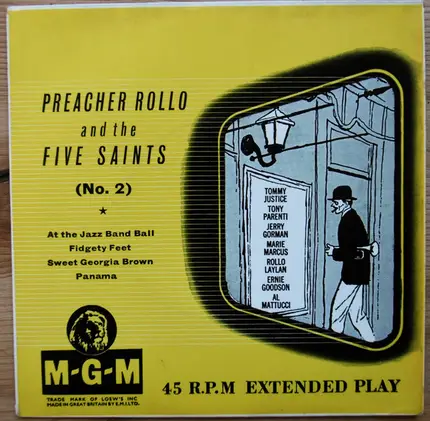 PREACHER ROLLO
and the
FIVE SAINTS
(No. 2)
At the Jazz Band Ball
Fidgety Feet
Sweet Georgia Brown
Panama
TOMMY
JUSTICE
TONY
PARENTI
JERRY
GORMAN
MARIE
MARCUS
ROLLO
LAYLAN
ERNIE
GOODSON
AL
MATTUCCI
M-G-M
TRADE MARK OF LOEW'S INC
MADE IN GREAT BRITAIN BY E.M.I. LTD.
45 R.P.M EXTENDED PLAY